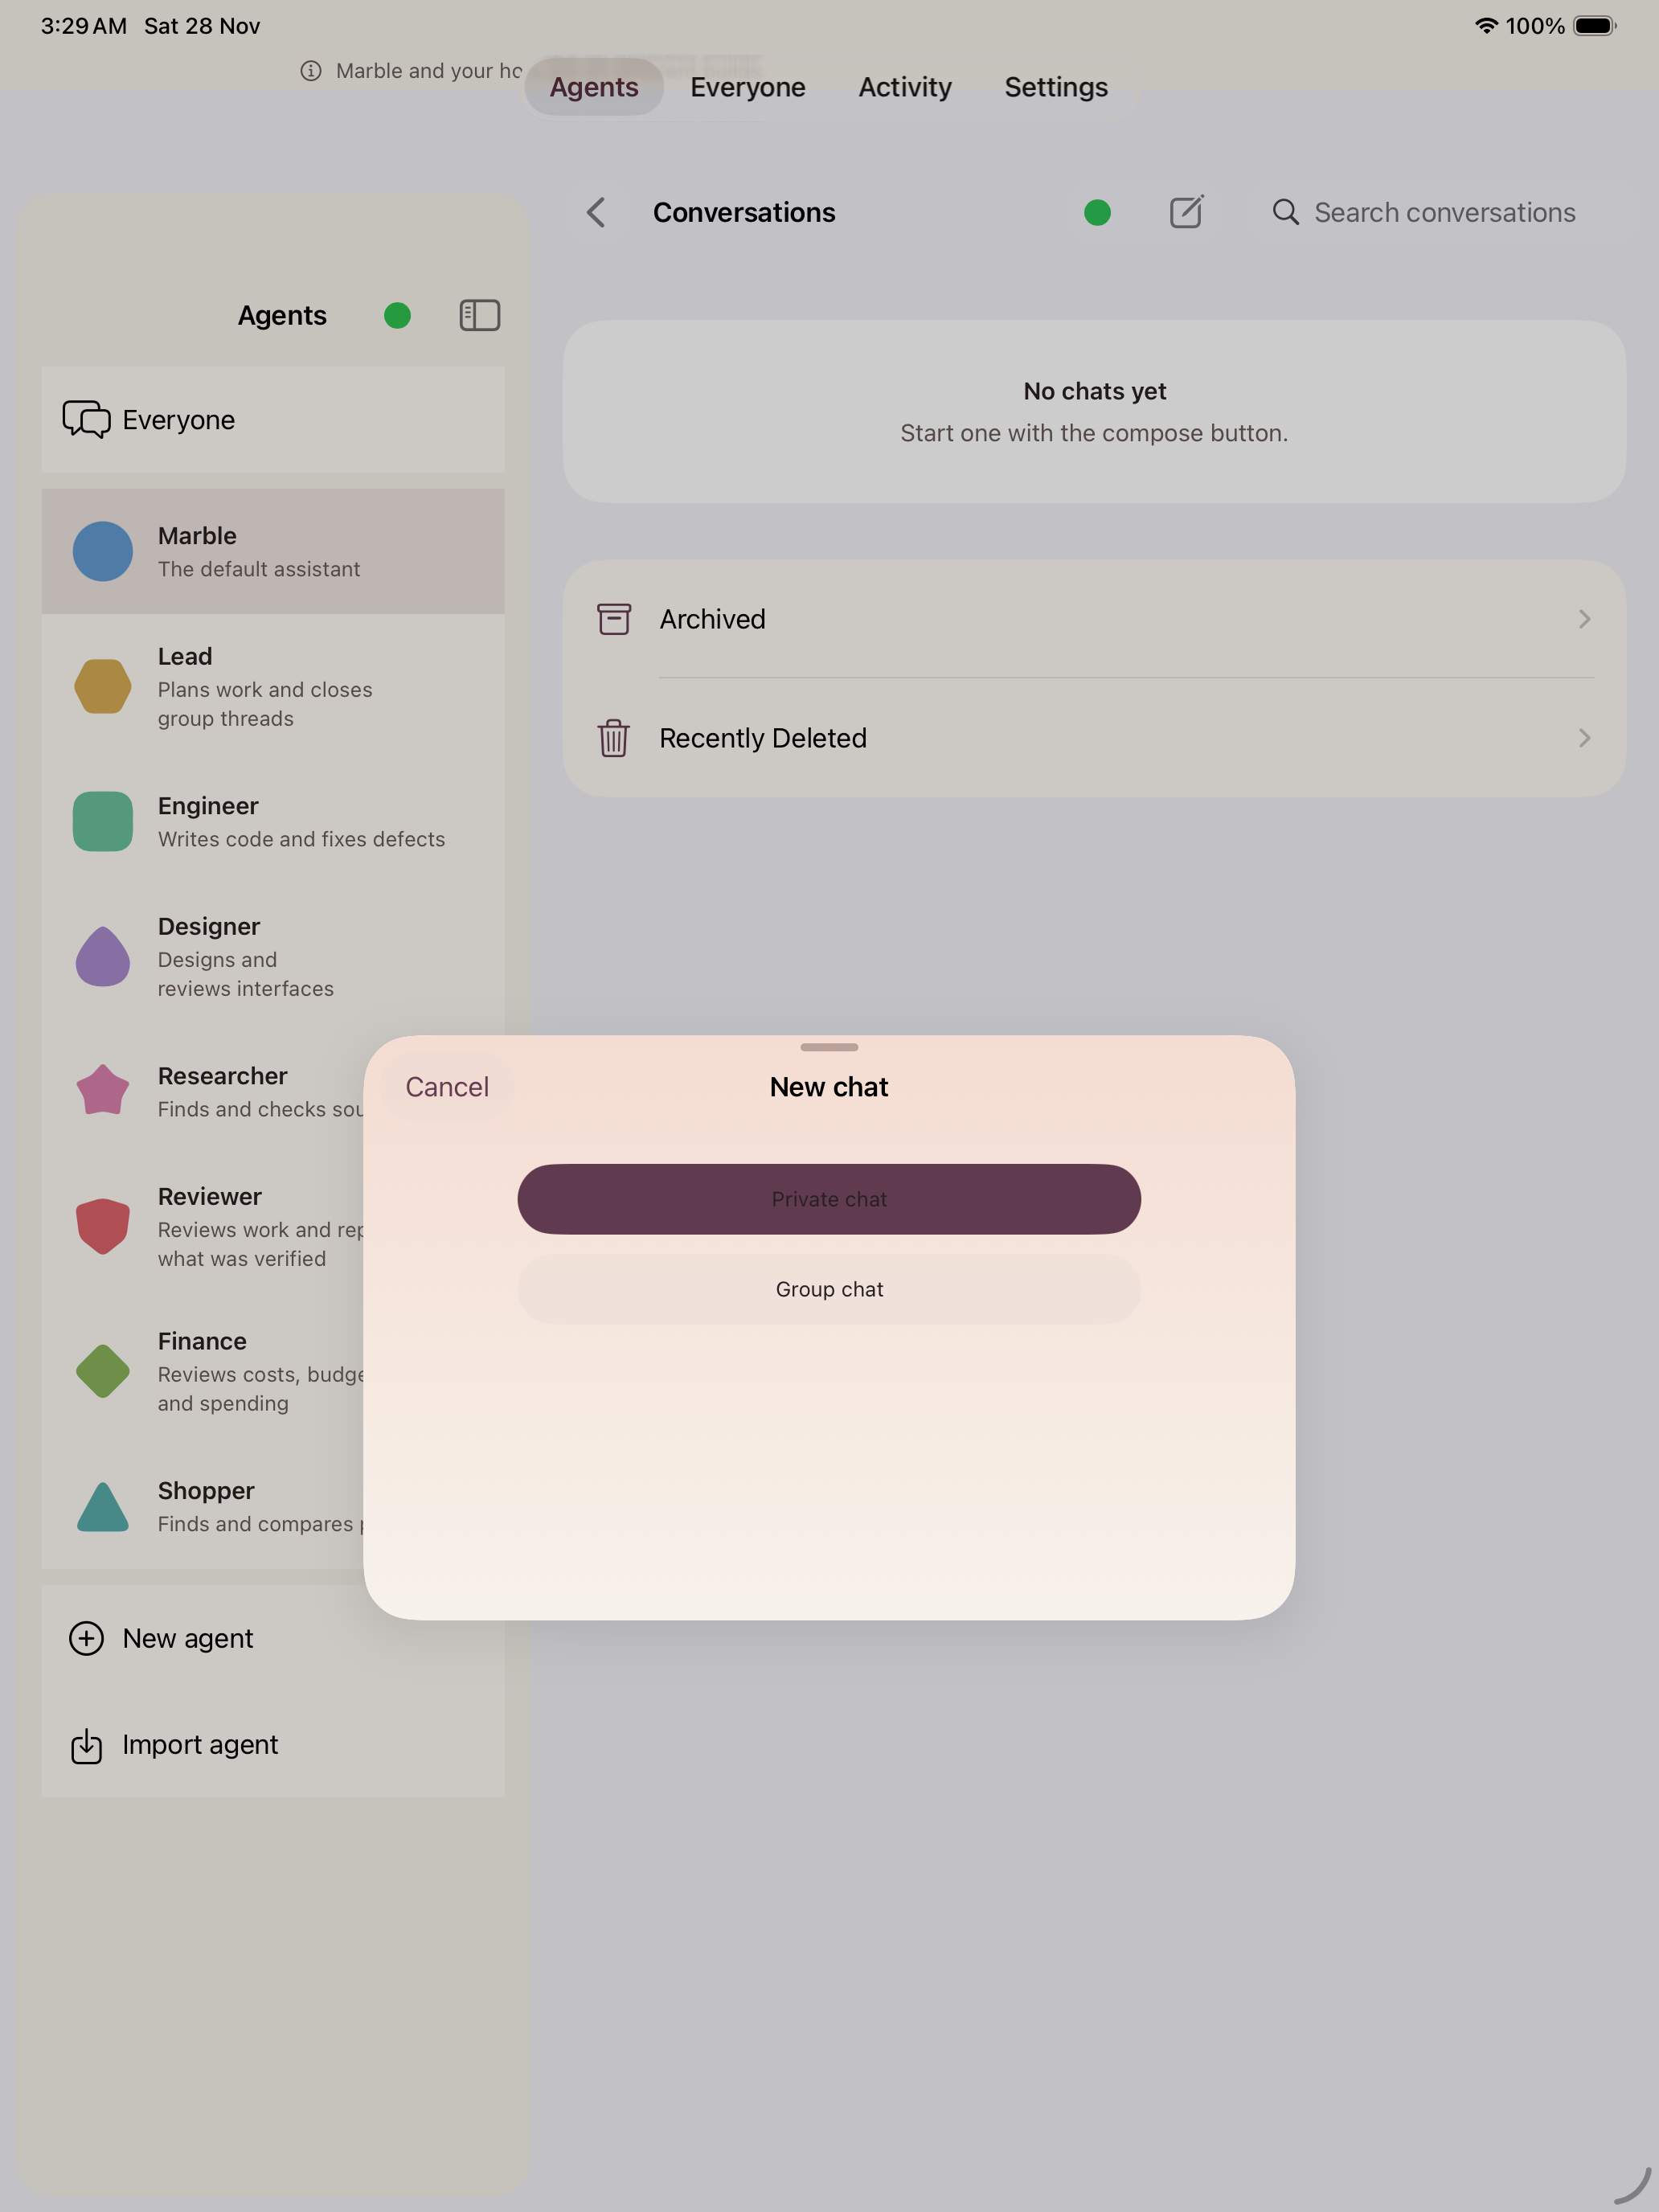 3:29 AM Sat 28 Nov
100%
Marble and your
Agents Everyone Activity Settings
Conversations
Search conversations
Agents
No chats yet
Start one with the compose button.
Everyone
Marble
The default assistant
Archived
Lead
Plans work and closes
group threads
Recently Deleted
Engineer
Writes code and fixes defects
Designer
Designs and
reviews interfaces
Researcher
Finds and checks
Reviewer
Reviews work and
what was verified
Finance
Reviews costs,
and spending
Shopper
Finds and compares
Cancel
New chat
Private chat
Group chat
New agent
Import agent